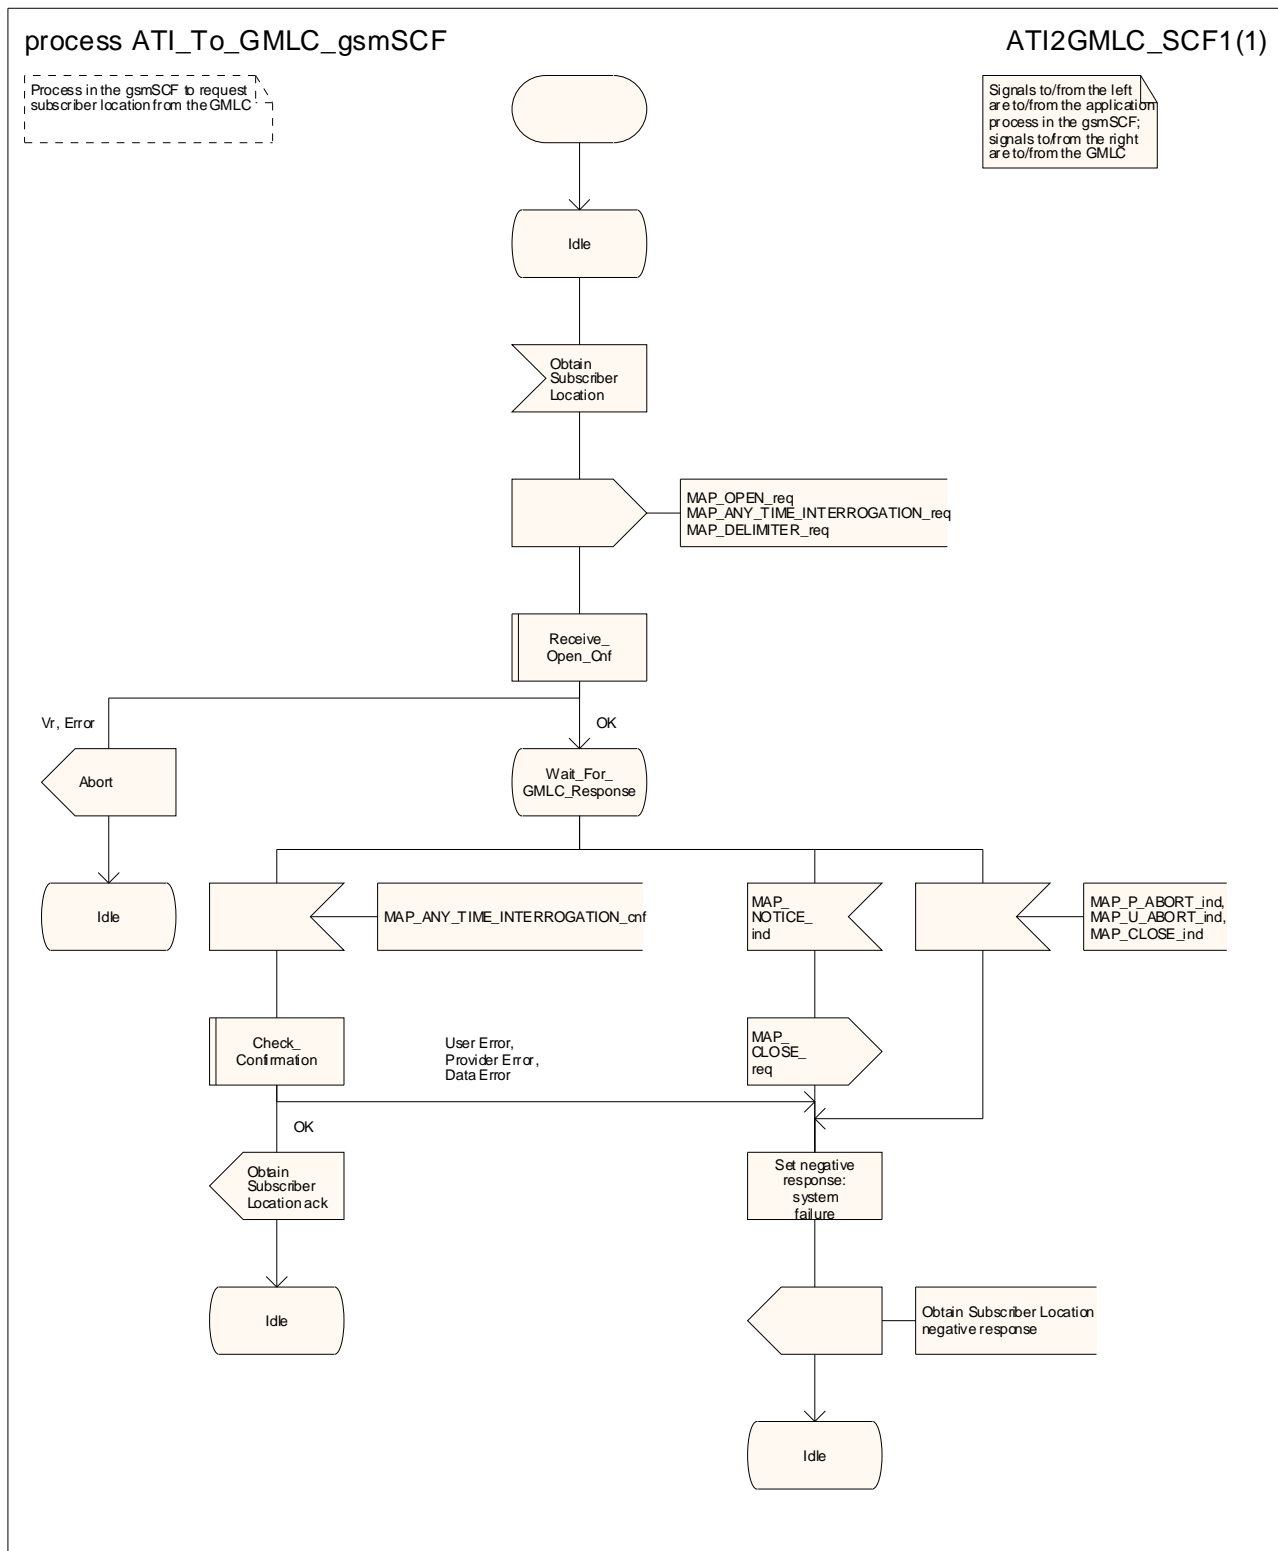 process ATI_To_GMLC_gsmSCF
ATI2GMLC_SCF1(1)
Process in the gsmSCF to request
subscriber location from the GMLC
Signals to/from the left
are to/from the application
process in the gsmSCF;
signals to/from the right
are to/from the GMLC
Idle
Obtain
Subscriber
Location
MAP_OPEN_req
MAP_ANY_TIME_INTERROGATION_req
MAP_DELIMITER_req
Receive_
Open_Cnf
Vr, Error
OK
Abort
Wait_For_
GMLC_Response
Idle
MAP_ANY_TIME_INTERROGATION_cnf
MAP_
NOTICE_
ind
MAP_P_ABORT_ind,
MAP_U_ABORT_ind,
MAP_CLOSE_ind
Check_
Confirmation
User Error,
Provider Error,
Data Error
MAP_
CLOSE_
req
OK
Obtain
Subscriber
Location ack
Set negative
response:
system
failure
Idle
Obtain Subscriber Location
negative response
Idle